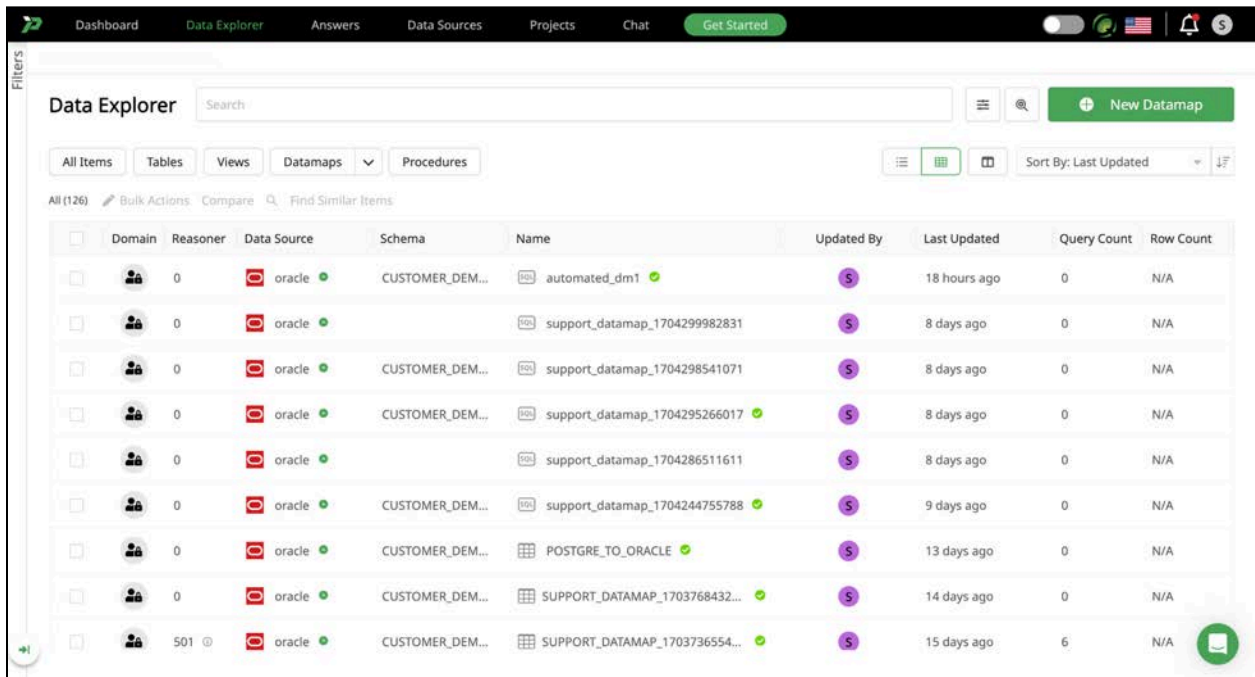 Dashboard Data Explorer Answers Data Sources Projects Chat Get Started S
Filters
Data Explorer Search New Datamap
All Items Tables Views Datamaps Procedures Sort By: Last Updated
All (126) Bulk Actions Compare Find Similar Items
Domain Reasoner Data Source Schema Name Updated By Last Updated Query Count Row Count
0 oracle CUSTOMER_DEM... SQL automated_dm1 S 18 hours ago 0 N/A
0 oracle SQL support_datamap_1704299982831 S 8 days ago 0 N/A
0 oracle CUSTOMER_DEM... SQL support_datamap_1704298541071 S 8 days ago 0 N/A
0 oracle CUSTOMER_DEM... SQL support_datamap_1704295266017 S 8 days ago 0 N/A
0 oracle SQL support_datamap_1704286511611 S 8 days ago 0 N/A
0 oracle CUSTOMER_DEM... SQL support_datamap_1704244755788 S 9 days ago 0 N/A
0 oracle CUSTOMER_DEM... POSTGRE_TO_ORACLE S 13 days ago 0 N/A
0 oracle CUSTOMER_DEM... SUPPORT_DATAMAP_1703768432... S 14 days ago 0 N/A
501 oracle CUSTOMER_DEM... SUPPORT_DATAMAP_1703736554... S 15 days ago 6 N/A